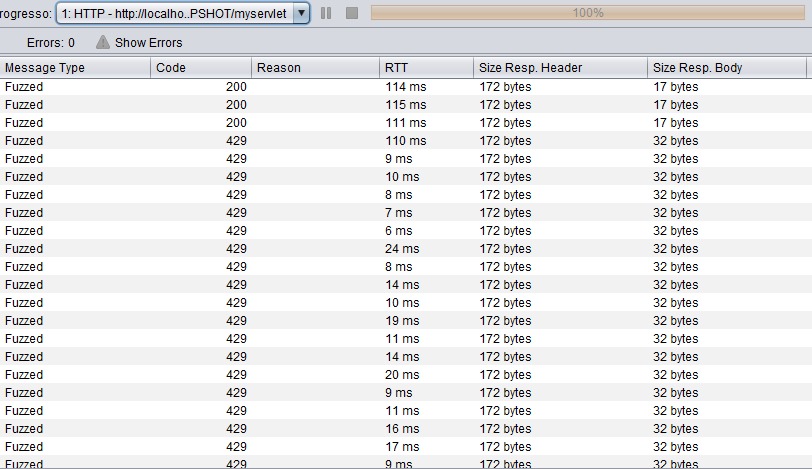 rogresso: 1: HTTP - http://localho..PSHOT/myservlet 100%
Errors: 0 Show Errors
Message Type Code Reason RTT Size Resp. Header Size Resp. Body
Fuzzed 200 114 ms 172 bytes 17 bytes
Fuzzed 200 115 ms 172 bytes 17 bytes
Fuzzed 200 111 ms 172 bytes 17 bytes
Fuzzed 429 110 ms 172 bytes 32 bytes
Fuzzed 429 9 ms 172 bytes 32 bytes
Fuzzed 429 10 ms 172 bytes 32 bytes
Fuzzed 429 8 ms 172 bytes 32 bytes
Fuzzed 429 7 ms 172 bytes 32 bytes
Fuzzed 429 6 ms 172 bytes 32 bytes
Fuzzed 429 24 ms 172 bytes 32 bytes
Fuzzed 429 8 ms 172 bytes 32 bytes
Fuzzed 429 14 ms 172 bytes 32 bytes
Fuzzed 429 10 ms 172 bytes 32 bytes
Fuzzed 429 19 ms 172 bytes 32 bytes
Fuzzed 429 11 ms 172 bytes 32 bytes
Fuzzed 429 14 ms 172 bytes 32 bytes
Fuzzed 429 20 ms 172 bytes 32 bytes
Fuzzed 429 9 ms 172 bytes 32 bytes
Fuzzed 429 11 ms 172 bytes 32 bytes
Fuzzed 429 16 ms 172 bytes 32 bytes
Fuzzed 429 17 ms 172 bytes 32 bytes
Fuzzed 429 9 ms 172 bytes 32 bytes